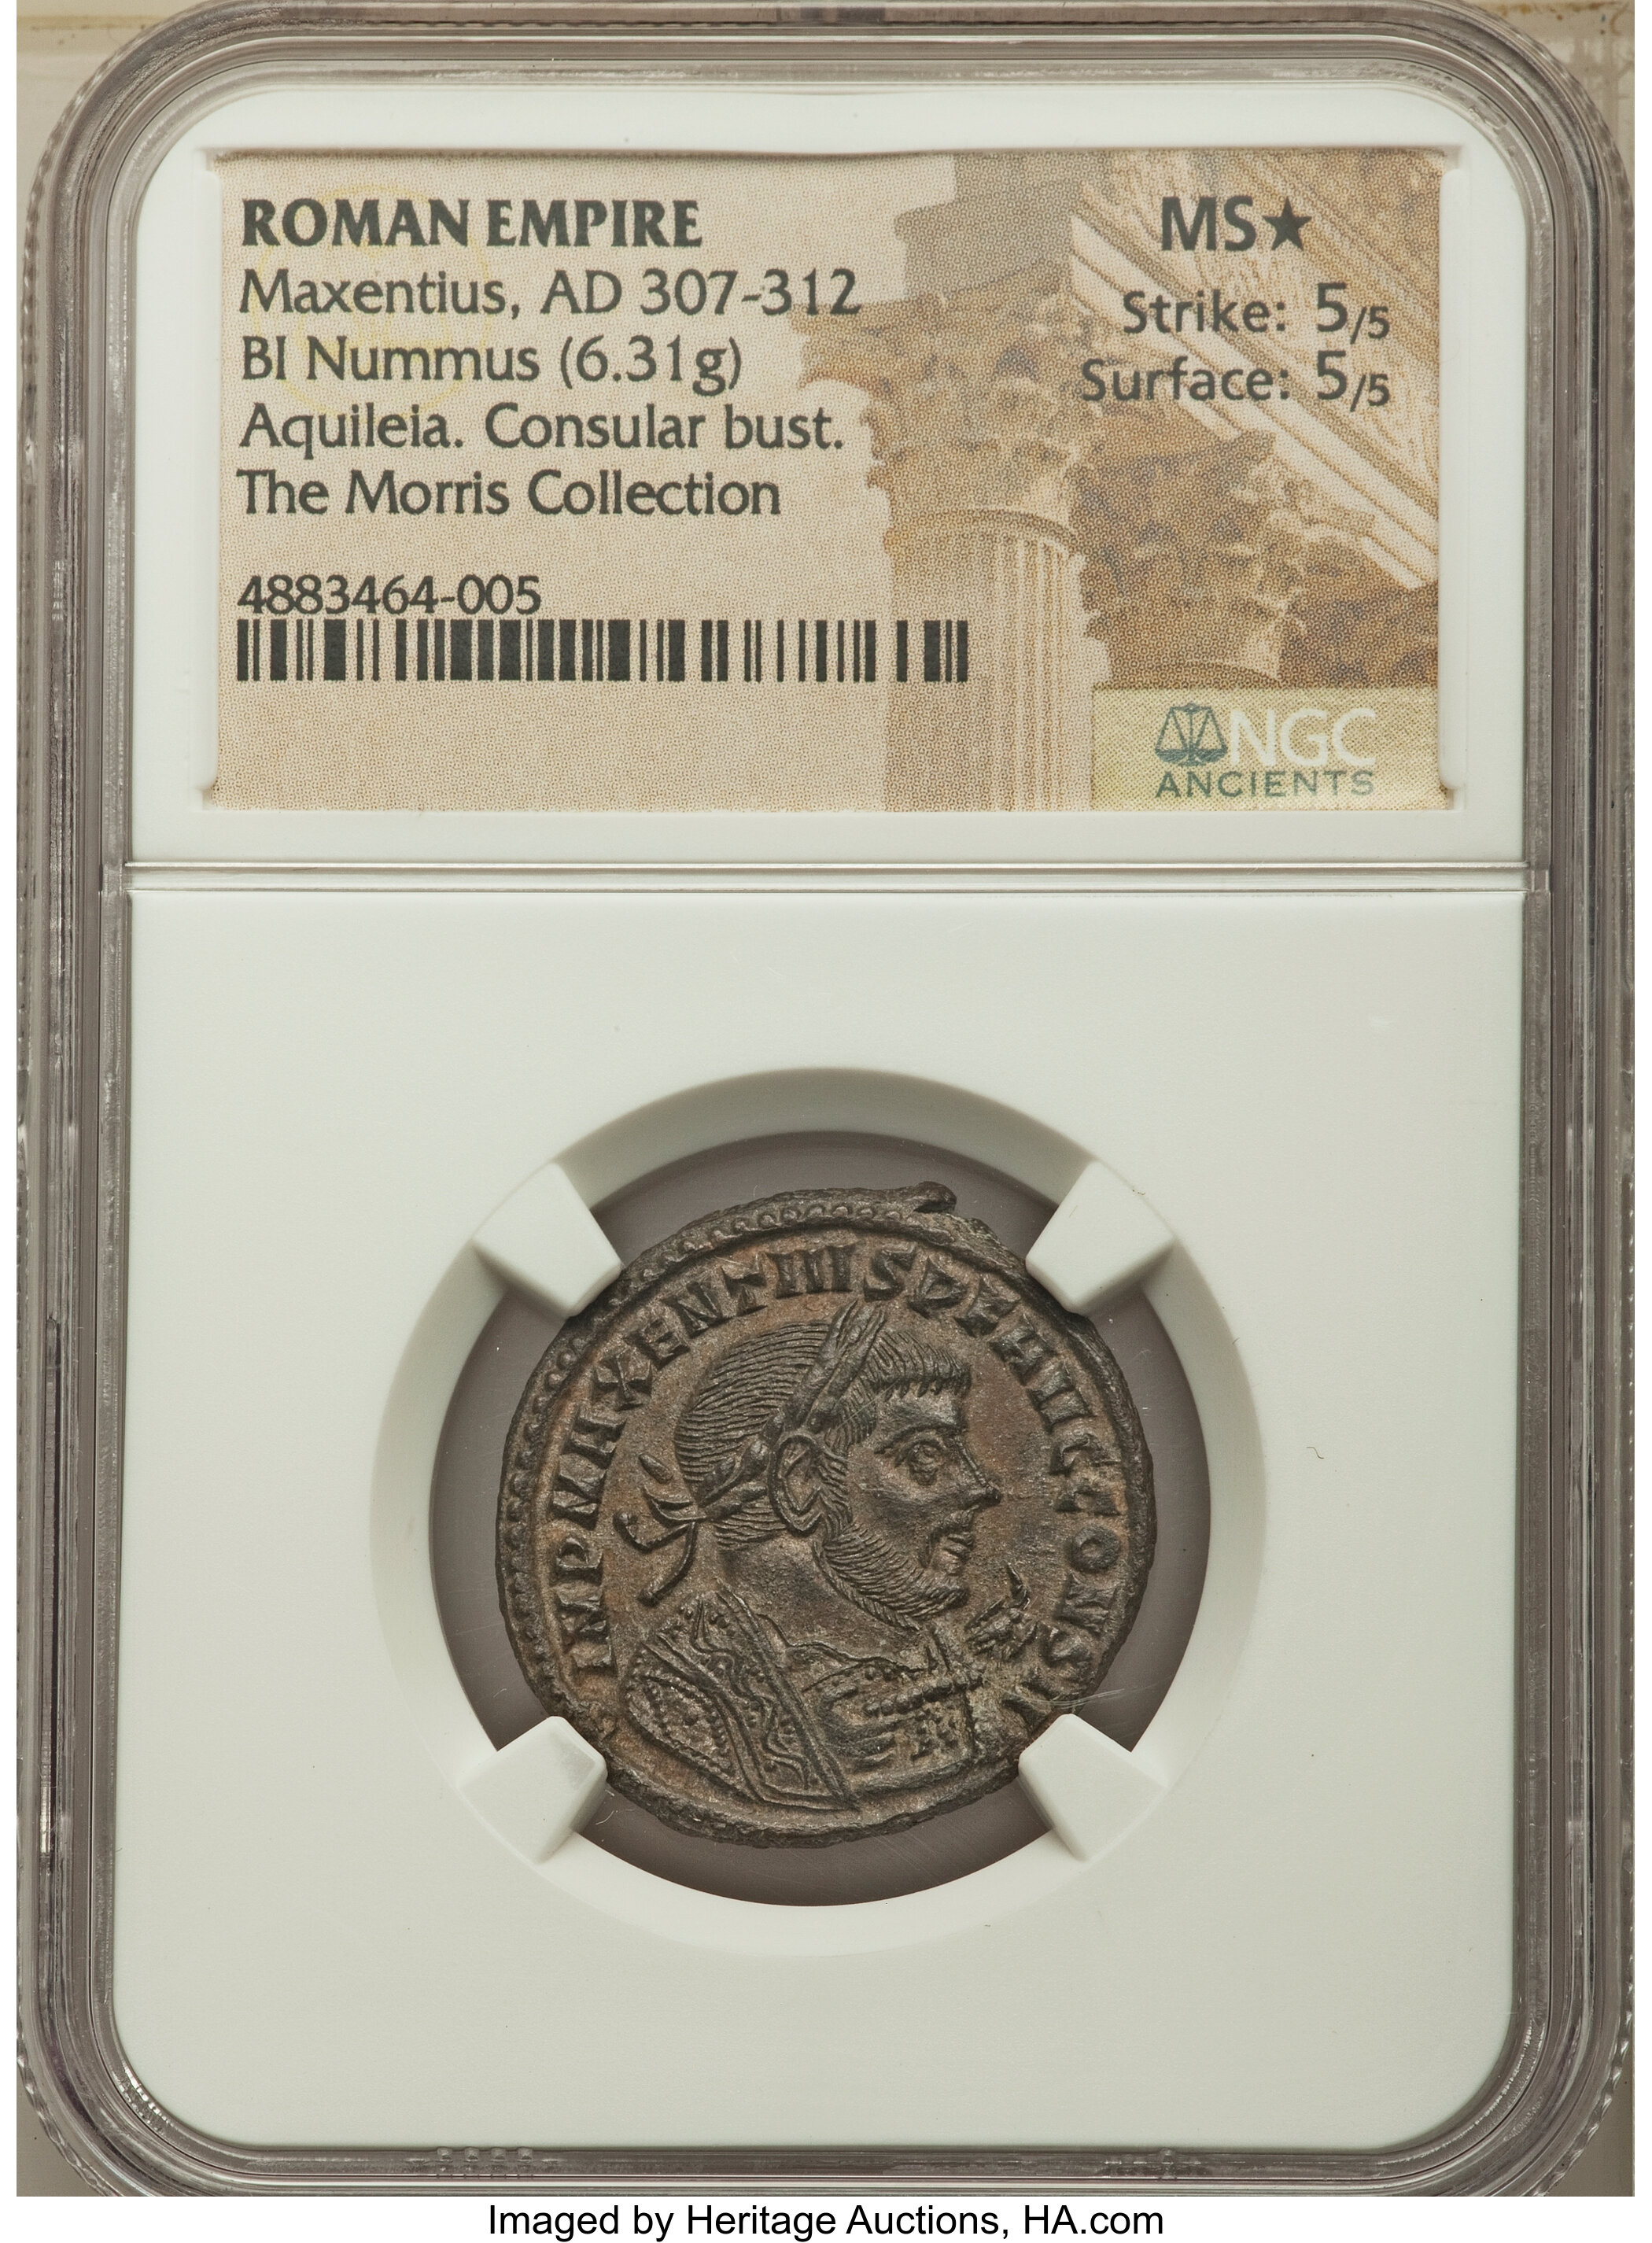 ROMAN EMPIRE
Maxentius, AD 307-312
BI Nummus (6.31g)
Aquileia. Consular bust.
The Morris Collection
4883464-005
MS★
Strike: 5/5
Surface: 5/5
NGC
ANCIENTS
IMP MAXENTIVS P F AVG CONS II
Imaged by Heritage Auctions, HA.com